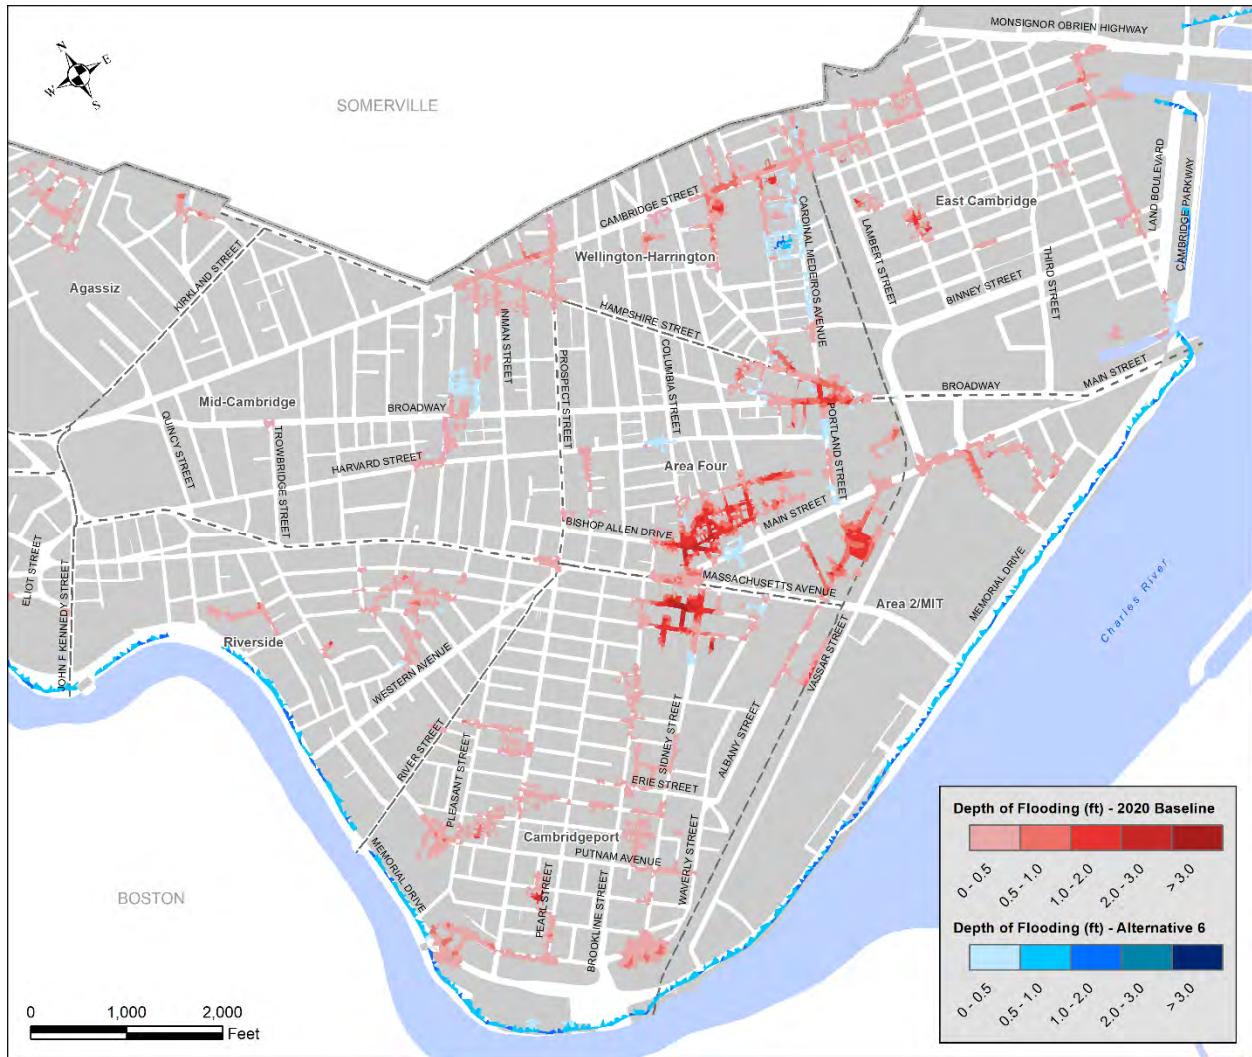 MONSIGNOR OBRIEN HIGHWAY
N
E
W
S
SOMERVILLE
LAND BOULEVARD
CAMBRIDGE PARKWAY
CAMBRIDGE STREET
CARDINAL MEDEIROS AVENUE
LAMBERT STREET
East Cambridge
KIRKLAND STREET
Wellington-Harrington
THIRD STREET
Agassiz
BINNEY STREET
HAMPSHIRE STREET
INMAN STREET
PROSPECT STREET
COLUMBIA STREET
MAIN STREET
BROADWAY
Mid-Cambridge
BROADWAY
QUINCY STREET
TROWBRIDGE STREET
HARVARD STREET
PORTLAND STREET
Area Four
MAIN STREET
BISHOP ALLEN DRIVE
ELIOT STREET
JOHN F KENNEDY STREET
MASSACHUSETTS AVENUE
Area 2/MIT
MEMORIAL DRIVE
Charles River
Riverside
WESTERN AVENUE
VASSAR STREET
RIVER STREET
PLEASANT STREET
SIDNEY STREET
ALBANY STREET
ERIE STREET
Cambridgeport
PUTNAM AVENUE
MEMORIAL DRIVE
PEARL STREET
BROOKLINE STREET
WAVERLY STREET
BOSTON
Depth of Flooding (ft) - 2020 Baseline
0 - 0.5
0.5 - 1.0
1.0 - 2.0
2.0 - 3.0
> 3.0
Depth of Flooding (ft) - Alternative 6
0 - 0.5
0.5 - 1.0
1.0 - 2.0
2.0 - 3.0
> 3.0
0 1,000 2,000
Feet